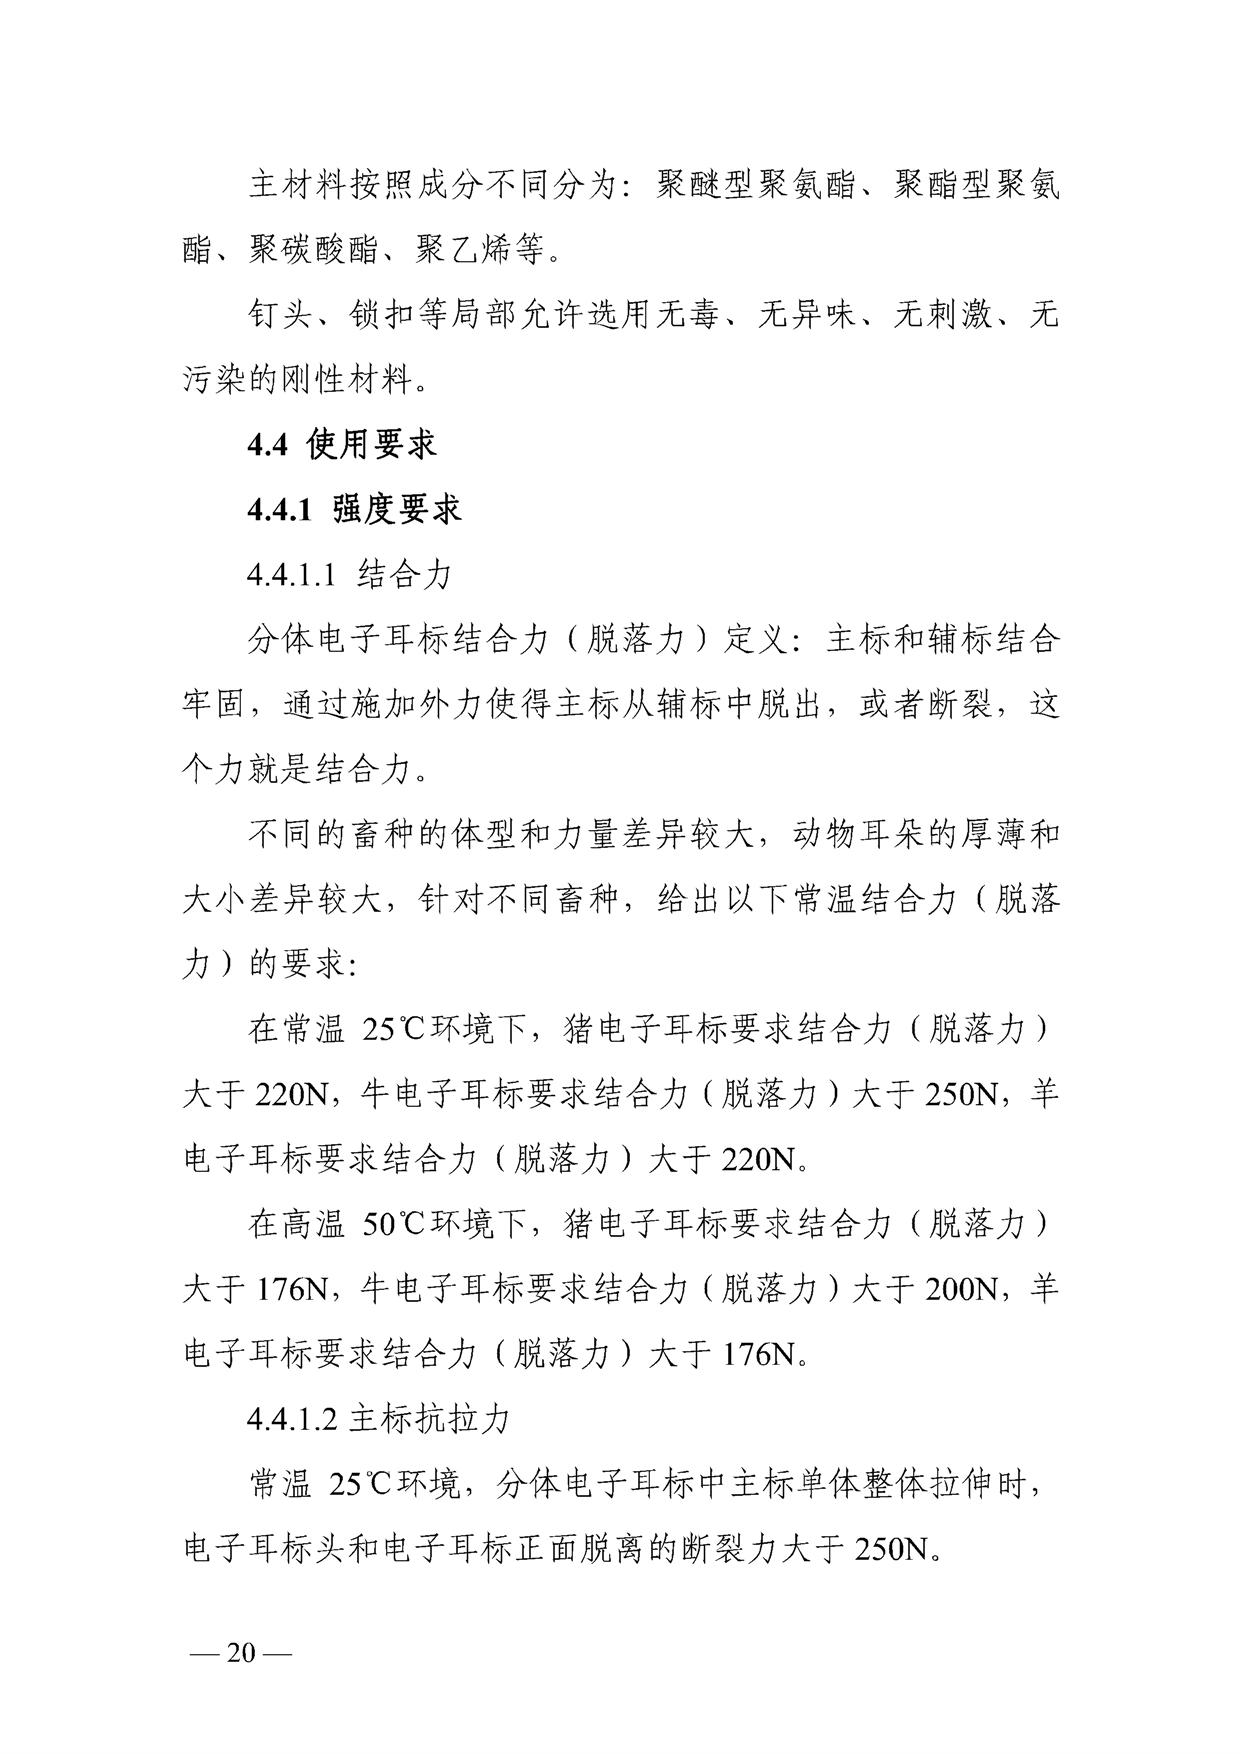 主材料按照成分不同分为：聚醚型聚氨酯、聚酯型聚氨
酯、聚碳酸酯、聚乙烯等。
钉头、锁扣等局部允许选用无毒、无异味、无刺激、无
污染的刚性材料。
4.4 使用要求
4.4.1 强度要求
4.4.1.1 结合力
分体电子耳标结合力（脱落力）定义：主标和辅标结合
牢固，通过施加外力使得主标从辅标中脱出，或者断裂，这
个力就是结合力。
不同的畜种的体型和力量差异较大，动物耳朵的厚薄和
大小差异较大，针对不同畜种，给出以下常温结合力（脱落
力）的要求：
在常温 25℃环境下，猪电子耳标要求结合力（脱落力）
大于 220N，牛电子耳标要求结合力（脱落力）大于 250N，羊
电子耳标要求结合力（脱落力）大于 220N。
在高温 50℃环境下，猪电子耳标要求结合力（脱落力）
大于 176N，牛电子耳标要求结合力（脱落力）大于 200N，羊
电子耳标要求结合力（脱落力）大于 176N。
4.4.1.2 主标抗拉力
常温 25℃环境，分体电子耳标中主标单体整体拉伸时，
电子耳标头和电子耳标正面脱离的断裂力大于 250N。
— 20 —